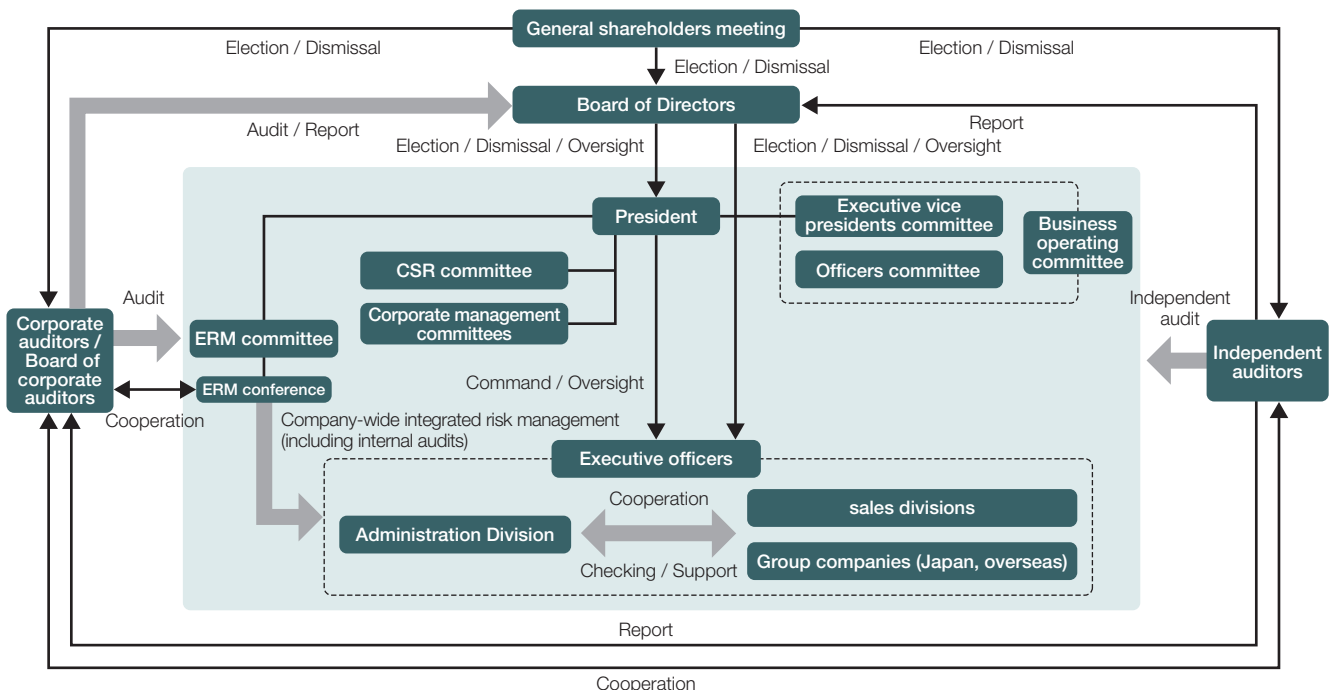 General shareholders meeting
Election / Dismissal
Election / Dismissal
Election / Dismissal
Board of Directors
Audit / Report
Report
Election / Dismissal / Oversight
Election / Dismissal / Oversight
President
Executive vice
presidents committee
Business
operating
committee
CSR committee
Officers committee
Corporate management
committees
Audit
Independent
audit
Corporate
auditors /
Board of
corporate
auditors
ERM committee
Independent
auditors
ERM conference
Command / Oversight
Cooperation
Company-wide integrated risk management
(including internal audits)
Executive officers
Cooperation
sales divisions
Administration Division
Checking / Support
Group companies (Japan, overseas)
Report
Cooperation